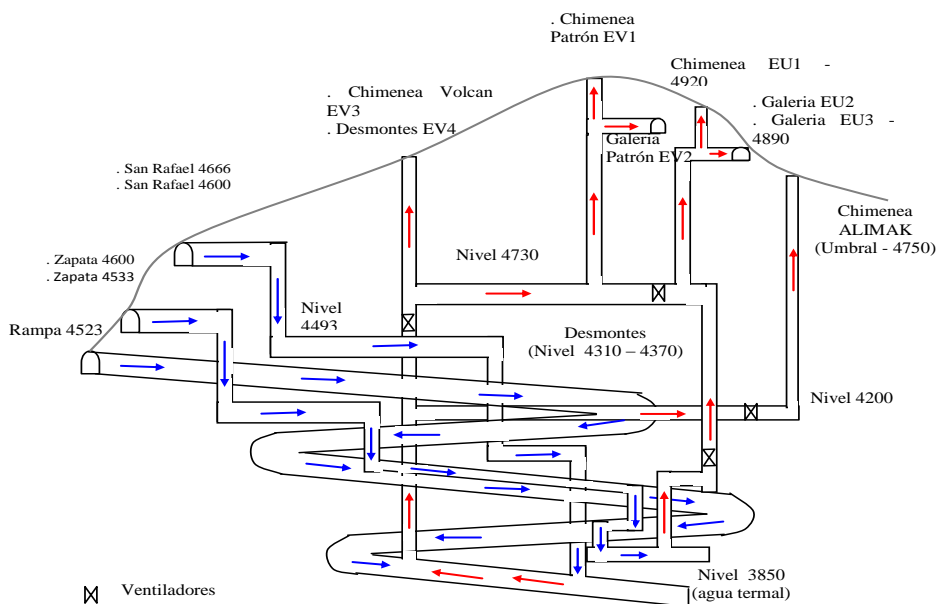 . Chimenea
Patrón EV1
Chimenea EU1 -
4920
. Chimenea Volcan
EV3
. Desmontes EV4
. Galeria EU2
. Galeria EU3 -
4890
Galería
Patrón EV2
. San Rafael 4666
. San Rafael 4600
Chimenea
ALIMAK
(Umbral - 4750)
Nivel 4730
. Zapata 4600
. Zapata 4533
Nivel
4493
Rampa 4523
Desmontes
(Nivel 4310 – 4370)
Nivel 4200
Nivel 3850
(agua termal)
Ventiladores